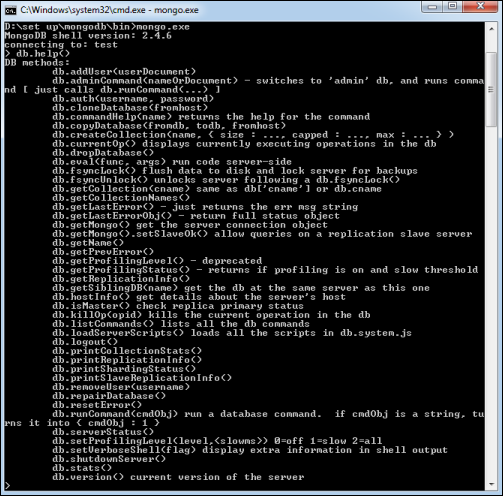 C:\Windows\system32\cmd.exe - mongo.exe
D:\set up\mongodb\bin>mongo.exe
MongoDB shell version: 2.4.6
connecting to: test
> db.help()
DB methods:
db.addUser(userDocument)
db.adminCommand(nameOrDocument) - switches to 'admin' db, and runs comma
nd [ just calls db.runCommand(...) ]
db.auth(username, password)
db.cloneDatabase(fromhost)
db.commandHelp(name) returns the help for the command
db.copyDatabase(fromdb, todb, fromhost)
db.createCollection(name, { size : ..., capped : ..., max : ... } )
db.currentOp() displays currently executing operations in the db
db.dropDatabase()
db.eval(func, args) run code server-side
db.fsyncLock() flush data to disk and lock server for backups
db.fsyncUnlock() unlocks server following a db.fsyncLock()
db.getCollection(cname) same as db['cname'] or db.cname
db.getCollectionNames()
db.getLastError() - just returns the err msg string
db.getLastErrorObj() - return full status object
db.getMongo() get the server connection object
db.getMongo().setSlaveOk() allow queries on a replication slave server
db.getName()
db.getPrevError()
db.getProfilingLevel() - deprecated
db.getProfilingStatus() - returns if profiling is on and slow threshold
db.getReplicationInfo()
db.getSiblingDB(name) get the db at the same server as this one
db.hostInfo() get details about the server's host
db.isMaster() check replica primary status
db.killOp(opid) kills the current operation in the db
db.listCommands() lists all the db commands
db.loadServerScripts() loads all the scripts in db.system.js
db.logout()
db.printCollectionStats()
db.printReplicationInfo()
db.printShardingStatus()
db.printSlaveReplicationInfo()
db.removeUser(username)
db.repairDatabase()
db.resetError()
db.runCommand(cmdObj) run a database command.  if cmdObj is a string, tu
rns it into { cmdObj : 1 }
db.serverStatus()
db.setProfilingLevel(level,(slowms)) 0=off 1=slow 2=all
db.setVerboseShell(flag) display extra information in shell output
db.shutdownServer()
db.stats()
db.version() current version of the server
>